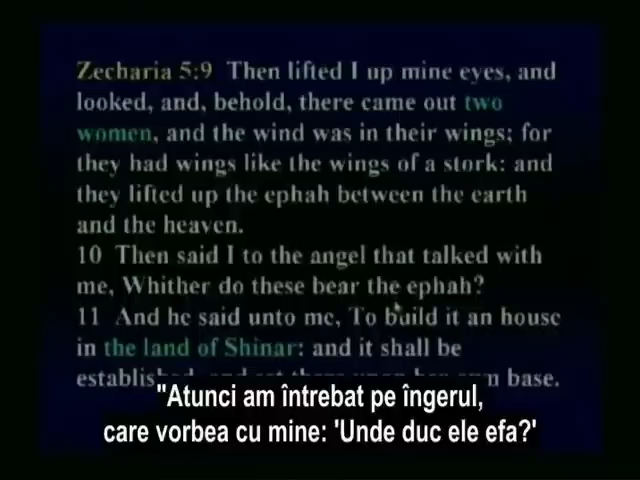 Zecharia 5:9 Then lifted I up mine eyes, and
looked, and, behold, there came out two
women, and the wind was in their wings; for
they had wings like the wings of a stork: and
they lifted up the ephah between the earth
and the heaven.
10 Then said I to the angel that talked with
me, Whither do these bear the ephah?
11 And he said unto me, To build it an house
in the land of Shinar: and it shall be
base.
"Atunci am întrebat pe îngerul,
care vorbea cu mine: 'Unde duc ele efa?'